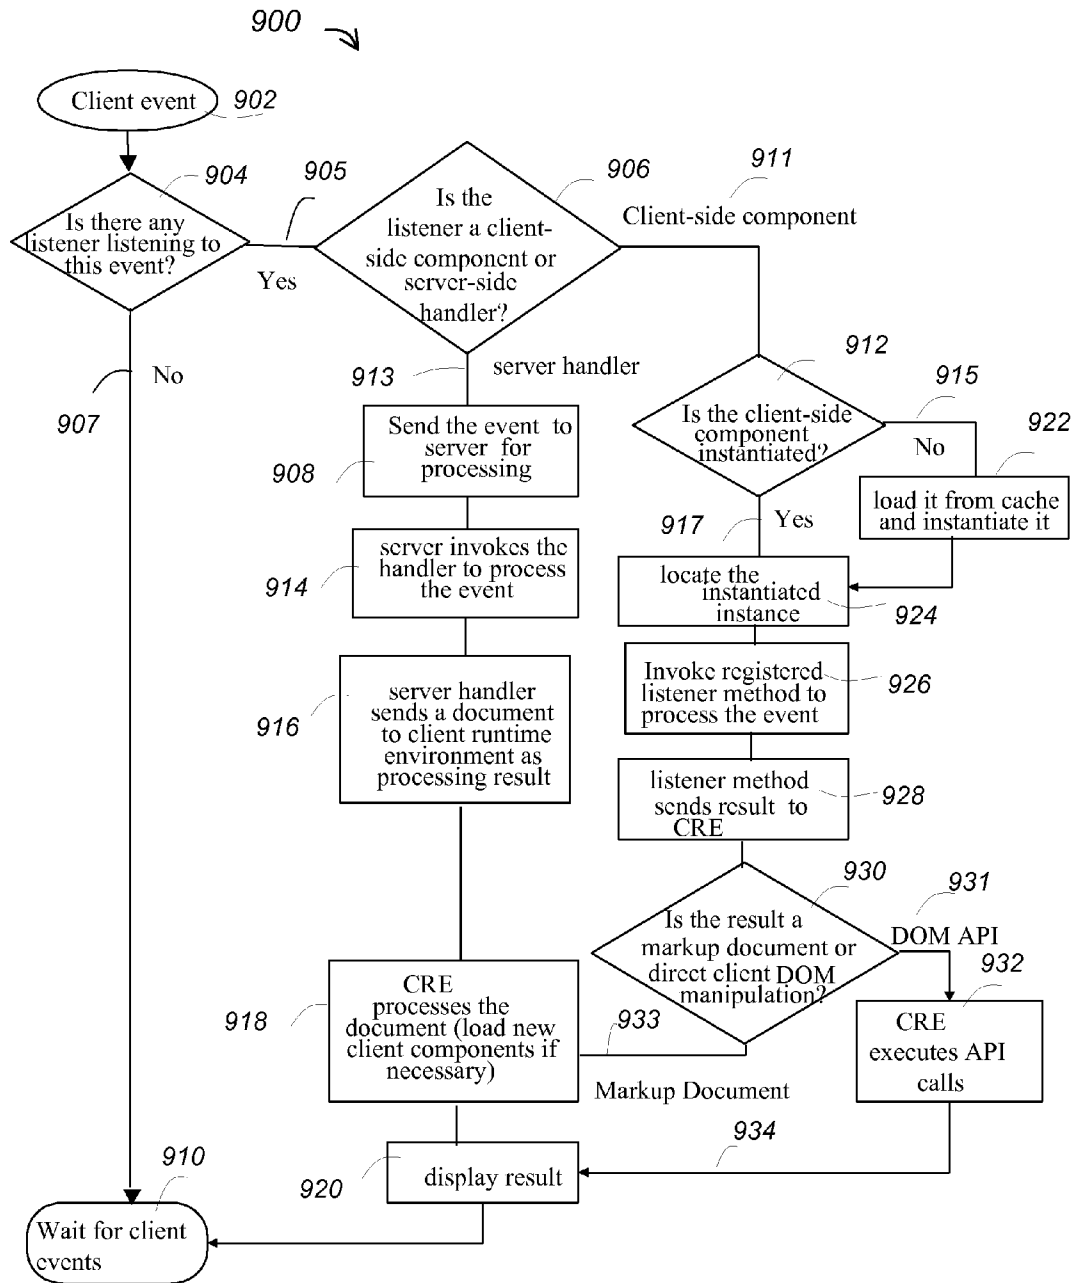 900
Client event
902
904
Is there any
listener listening to
this event?
905
Yes
906
Is the
listener a client-
side component or
server-side
handler?
911
Client-side component
907
No
913
server handler
912
Is the client-side
component
instantiated?
915
No
922
load it from cache
and instantiate it
908
Send the event to
server for
processing
917
Yes
914
server invokes the
handler to process
the event
locate the
instantiated
instance
924
916
server handler
sends a document
to client runtime
environment as
processing result
Invoke registered
listener method to
process the event
926
listener method
sends result to
CRE
928
930
Is the result a
markup document or
direct client DOM
manipulation?
931
DOM API
932
CRE
executes API
calls
918
CRE
processes the
document (load new
client components if
necessary)
933
Markup Document
934
920
display result
910
Wait for client
events